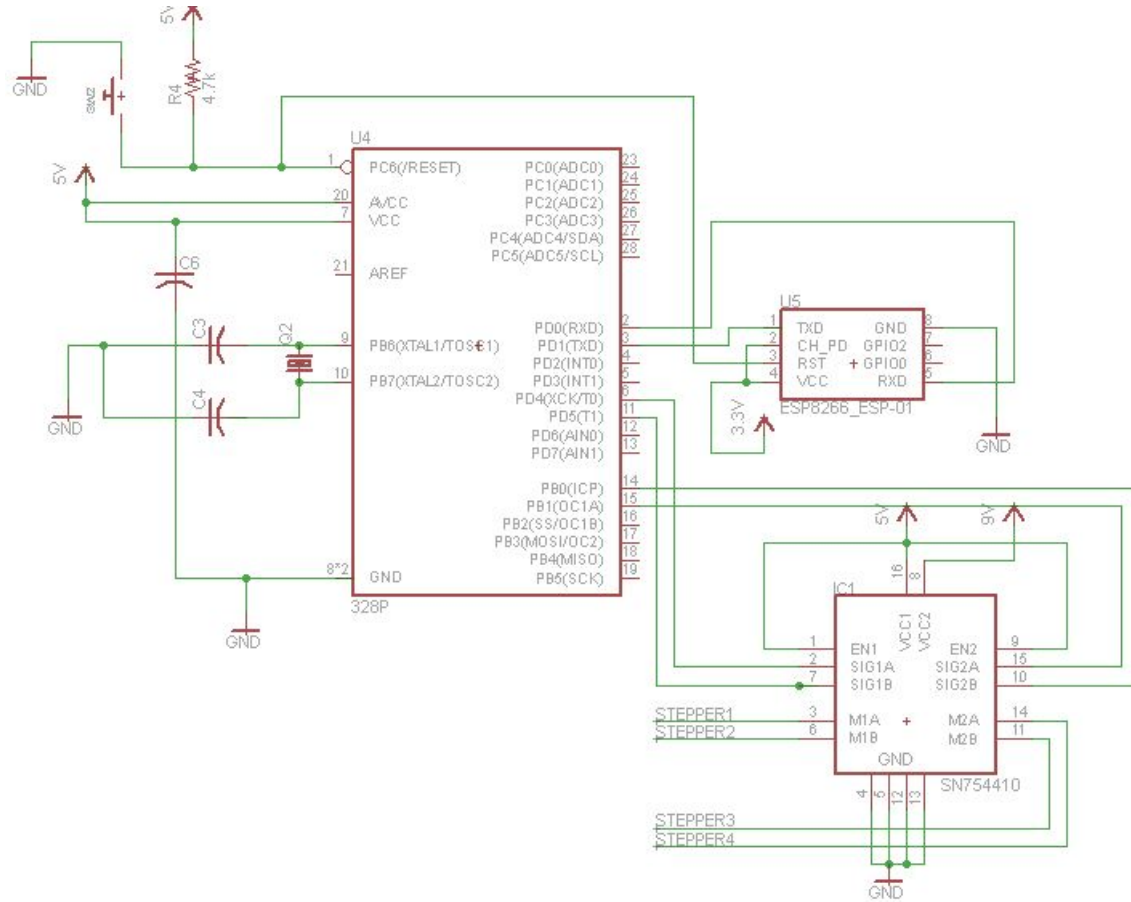 5V
GND
R4
4.7k
U4
1
PC6(/RESET)
5V
20
AVCC
7
VCC
C6
21
AREF
C3
Q2
9
PB6(XTAL1/TOSC1)
10
PB7(XTAL2/TOSC2)
C4
GND
8*2
GND
GND
328P
PC0(ADC0)
23
PC1(ADC1)
24
PC2(ADC2)
25
PC3(ADC3)
26
PC4(ADC4/SDA)
27
PC5(ADC5/SCL)
28
PD0(RXD)
2
PD1(TXD)
3
PD2(INT0)
4
PD3(INT1)
5
PD4(XCK/T0)
6
PD5(T1)
11
PD6(AIN0)
12
PD7(AIN1)
13
PB0(ICP)
14
PB1(OC1A)
15
PB2(SS/OC1B)
16
PB3(MOSI/OC2)
17
PB4(MISO)
18
PB5(SCK)
19
U5
1
TXD
GND
8
2
CH_PD
GPIO2
7
3
RST
GPIO0
6
4
VCC
RXD
5
ESP8266_ESP-01
3.3V
GND
5V
9V
16
8
IC1
VCC1
VCC2
1
EN1
EN2
9
2
SIG1A
SIG2A
15
7
SIG1B
SIG2B
10
STEPPER1
3
M1A
M2A
14
STEPPER2
6
M1B
M2B
11
GND
SN754410
4
5
12
13
STEPPER3
STEPPER4
GND